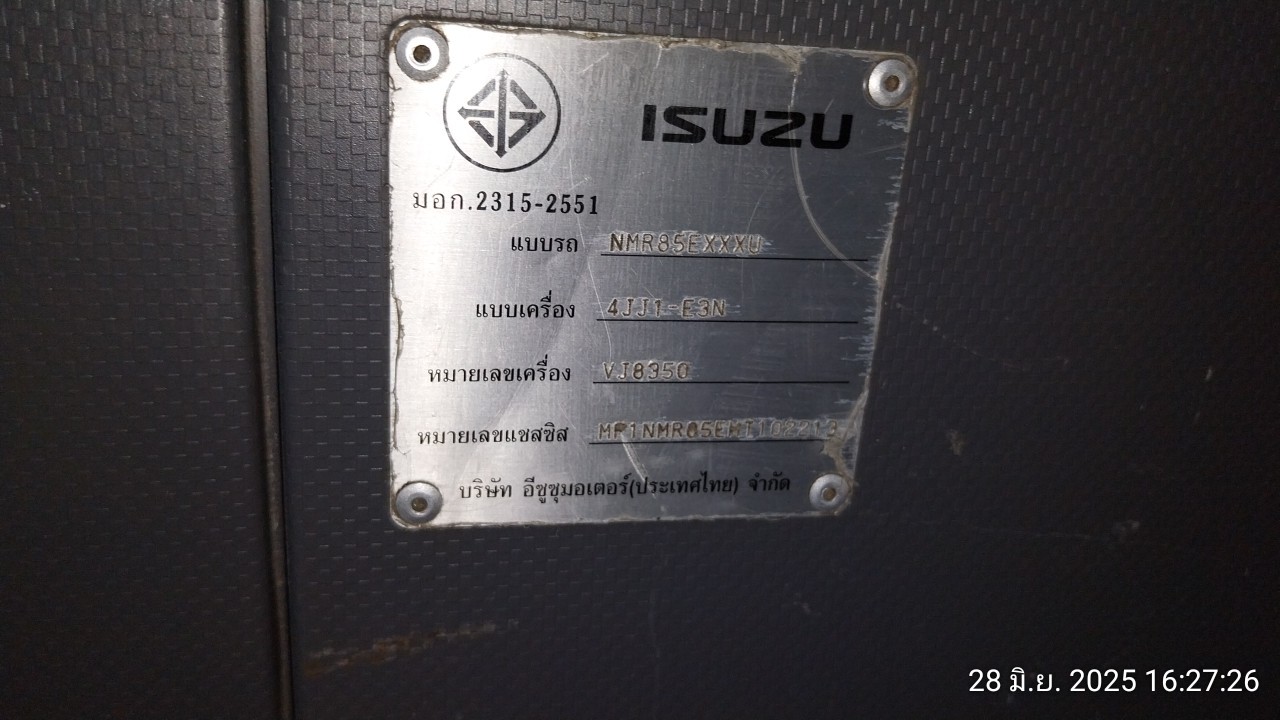 ISUZU
มอก.2315-2551
แบบรถ NMR85EXXXU
แบบเครื่อง 4JJ1-E3N
หมายเลขเครื่อง VJ8350
หมายเลขแชสซิส
บริษัท อีซูซุมอเตอร์(ประเทศไทย) จำกัด
28 มิ.ย. 2025 16:27:26